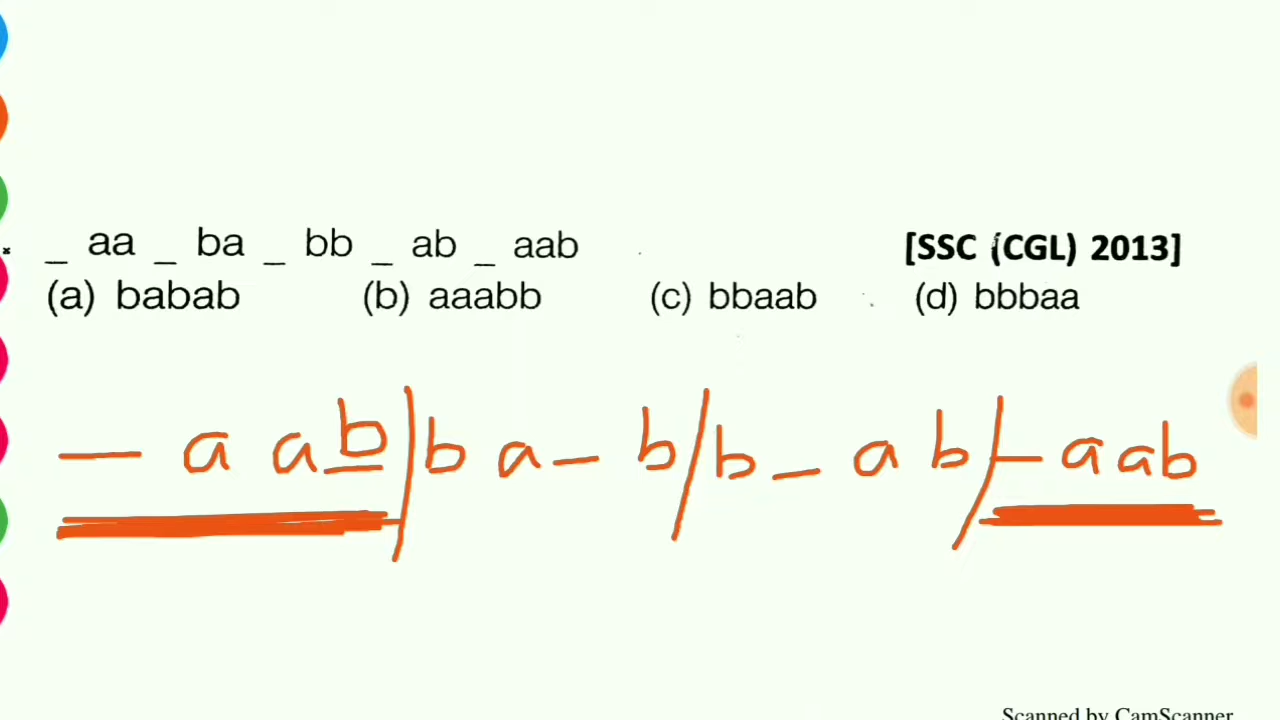 _ aa _ ba _ bb _ ab _ aab [SSC (CGL) 2013]
(a) babab (b) aaabb (c) bbaab (d) bbbaa
_ a a b | b a _ b | b _ a b | _ a a b
Scanned by CamScanner